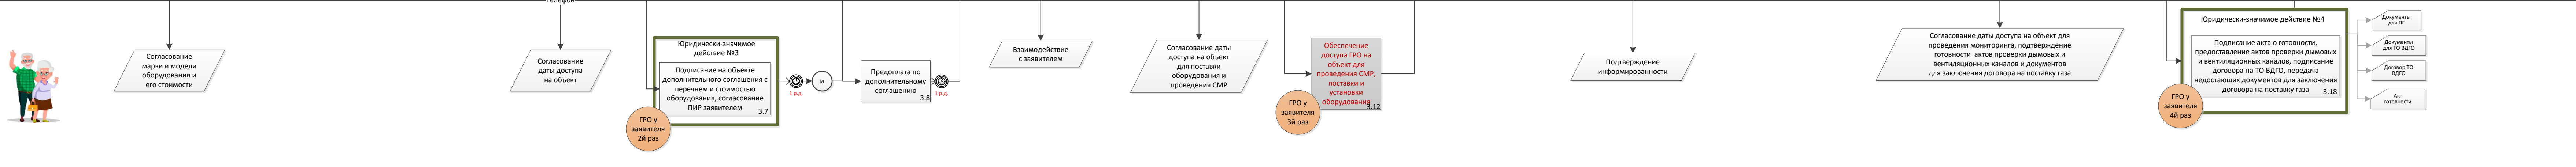 телефон
Согласование
марки и модели
оборудования и
его стоимости
Согласование
даты доступа
на объект
Юридически-значимое
действие №3
Подписание на объекте
дополнительного соглашения с
перечнем и стоимостью
оборудования, согласование
ПИР заявителем
3.7
ГРО у
заявителя
2й раз
1 р.д.
и
Предоплата по
дополнительному
соглашению
3.8
1 р.д.
Взаимодействие
с заявителем
Согласование даты
доступа на объект
для поставки
оборудования и
проведения СМР
Обеспечение
доступа ГРО на
объект для
проведения СМР,
поставки и
установки
оборудования
3.12
ГРО у
заявителя
3й раз
Подтверждение
информированности
Согласование даты доступа на объект для
проведения мониторинга, подтверждение
готовности актов проверки дымовых и
вентиляционных каналов и документов
для заключения договора на поставку газа
Юридически-значимое действие №4
Подписание акта о готовности,
предоставление актов проверки дымовых
и вентиляционных каналов, подписание
договора на ТО ВДГО, передача
недостающих документов для заключения
договора на поставку газа
3.18
ГРО у
заявителя
4й раз
Документы
для ПГ
Документы
для ТО ВДГО
Договор ТО
ВДГО
Акт
готовности